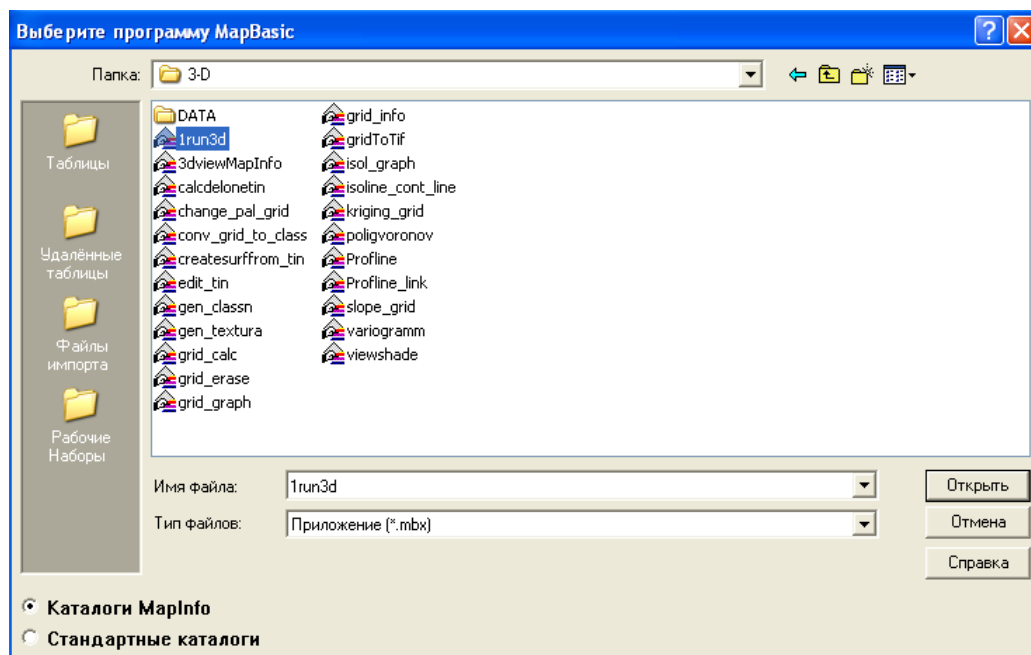 Выберите программу MapBasic
Папка: 3-D
Таблицы
Удалённые
таблицы
Файлы
импорта
Рабочие
Наборы
DATA
1run3d
3dviewMapInfo
calcdelonetin
change_pal_grid
conv_grid_to_class
createsurffrom_tin
edit_tin
gen_classn
gen_textura
grid_calc
grid_erase
grid_graph
grid_info
gridToTif
isol_graph
isoline_cont_line
kriging_grid
poligvoronov
Profline
Profline_link
slope_grid
variogramm
viewshade
Имя файла: 1run3d
Открыть
Тип файлов: Приложение (*.mbx)
Отмена
Справка
Каталоги MapInfo
Стандартные каталоги